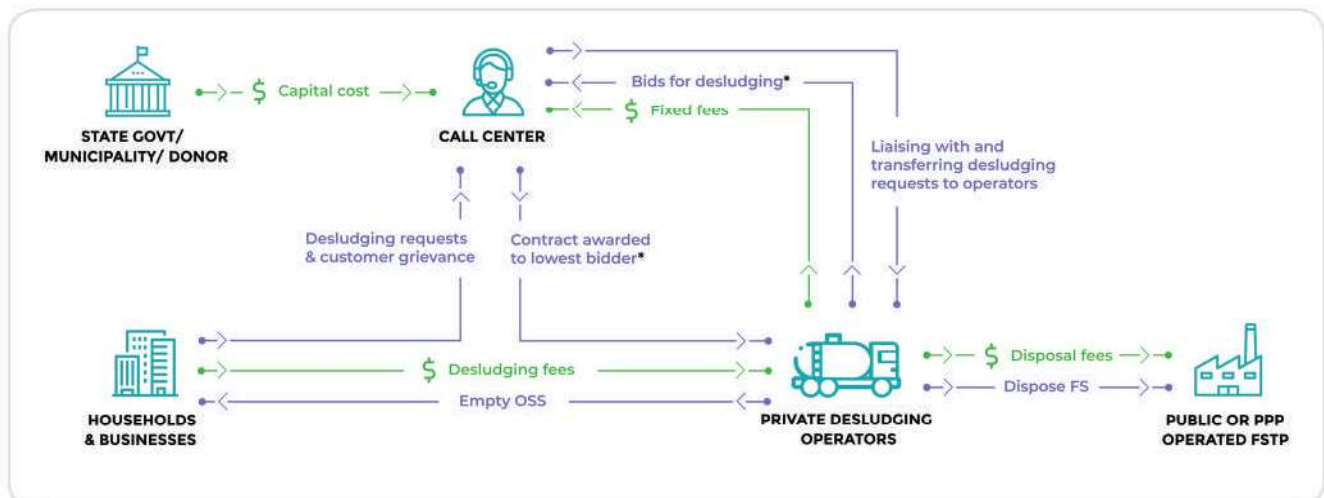 $ Capital cost
STATE GOVT/
MUNICIPALITY/ DONOR
CALL CENTER
Bids for desludging*
$ Fixed fees
Liaising with and
transferring desludging
requests to operators
Desludging requests
& customer grievance
Contract awarded
to lowest bidder*
$ Desludging fees
Empty OSS
HOUSEHOLDS
& BUSINESSES
PRIVATE DESLUDGING
OPERATORS
$ Disposal fees
Dispose FS
PUBLIC OR PPP
OPERATED FSTP